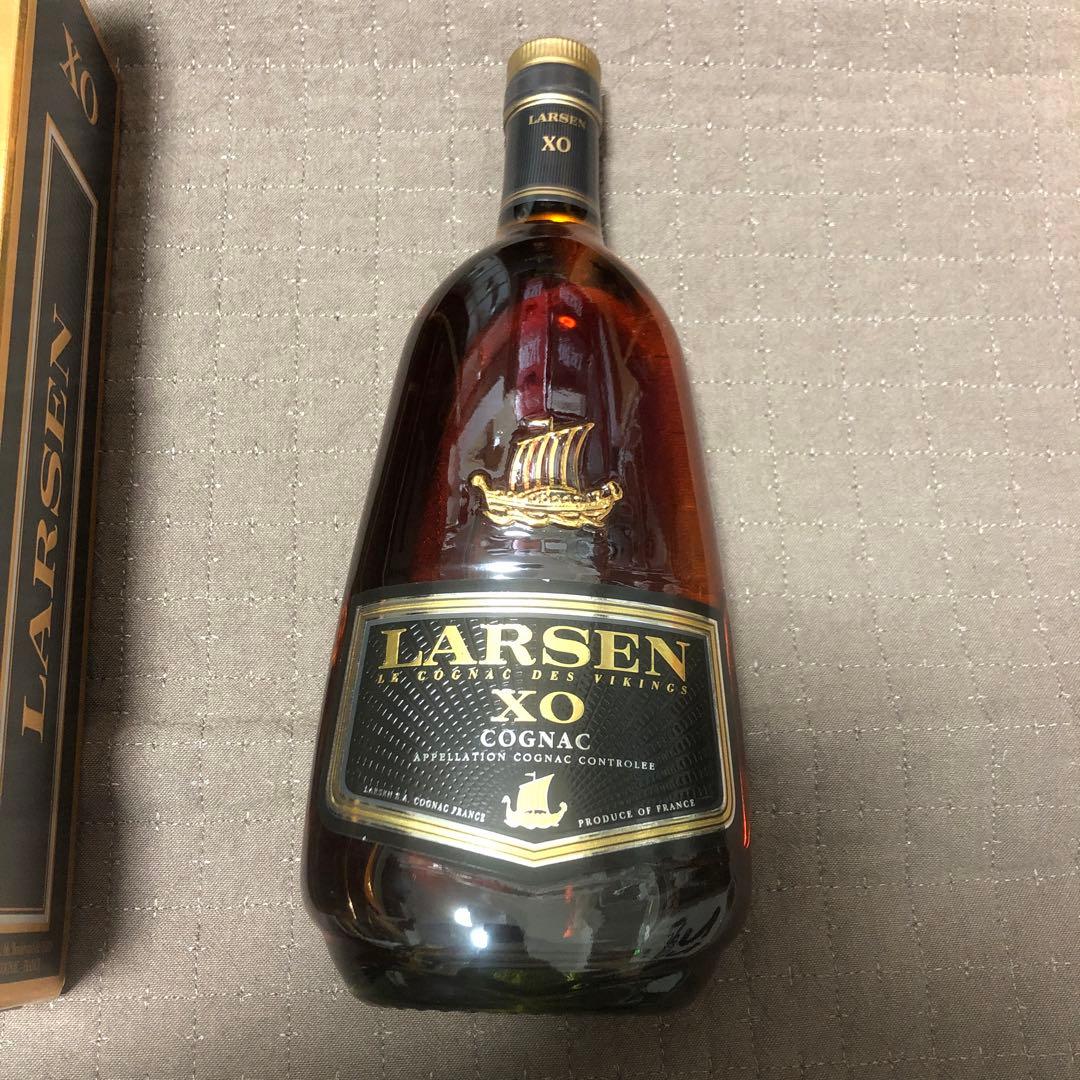 XO
LARSEN
LARSEN
XO
LARSEN
LE COGNAC DES VIKINGS
XO
COGNAC
APPELLATION COGNAC CONTROLEE
LARSEN S.A. COGNAC FRANCE
PRODUCE OF FRANCE